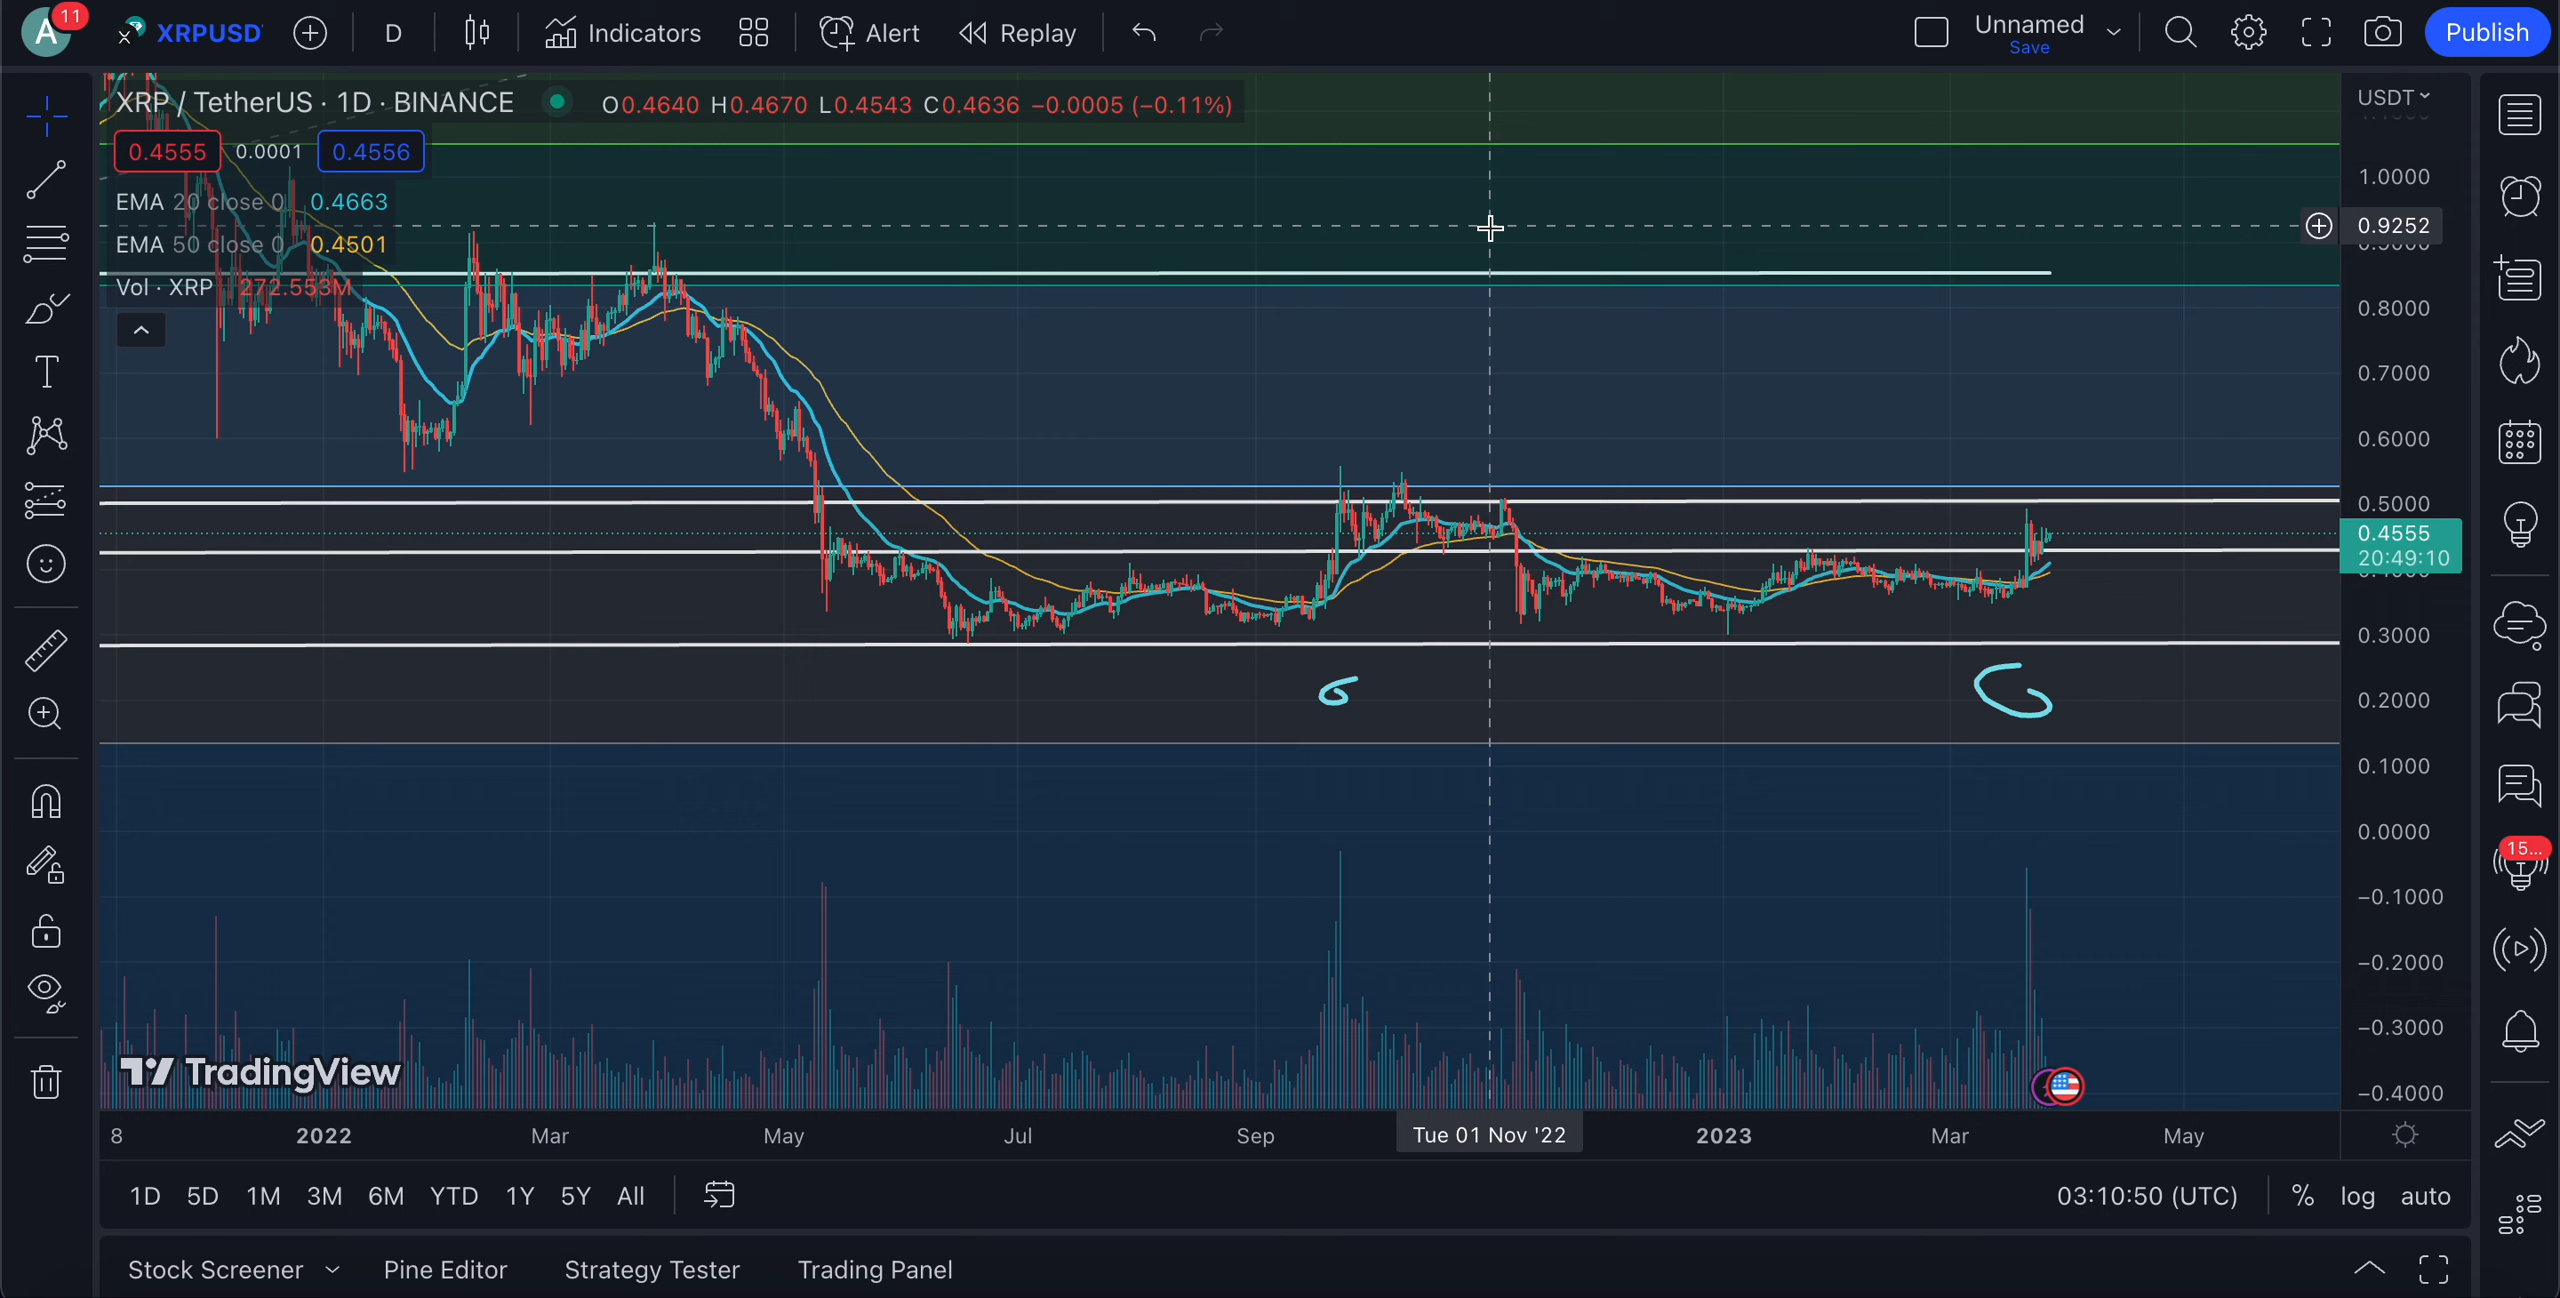 A 11 XRPUSD D Indicators Alert Replay Unnamed Save Publish
XRP / TetherUS · 1D · BINANCE O0.4640 H0.4670 L0.4543 C0.4636 −0.0005 (−0.11%) USDT
0.4555 0.0001 0.4556
EMA 20 close 0 0.4663
EMA 50 close 0 0.4501
Vol · XRP 272.553M
1.0000
0.9252
0.8000
0.7000
0.6000
0.5000
0.4555
20:49:10
0.3000
0.2000
0.1000
0.0000
15...
−0.1000
−0.2000
−0.3000
−0.4000
TradingView
8 2022 Mar May Jul Sep Tue 01 Nov '22 2023 Mar May
1D 5D 1M 3M 6M YTD 1Y 5Y All 03:10:50 (UTC) % log auto
Stock Screener Pine Editor Strategy Tester Trading Panel